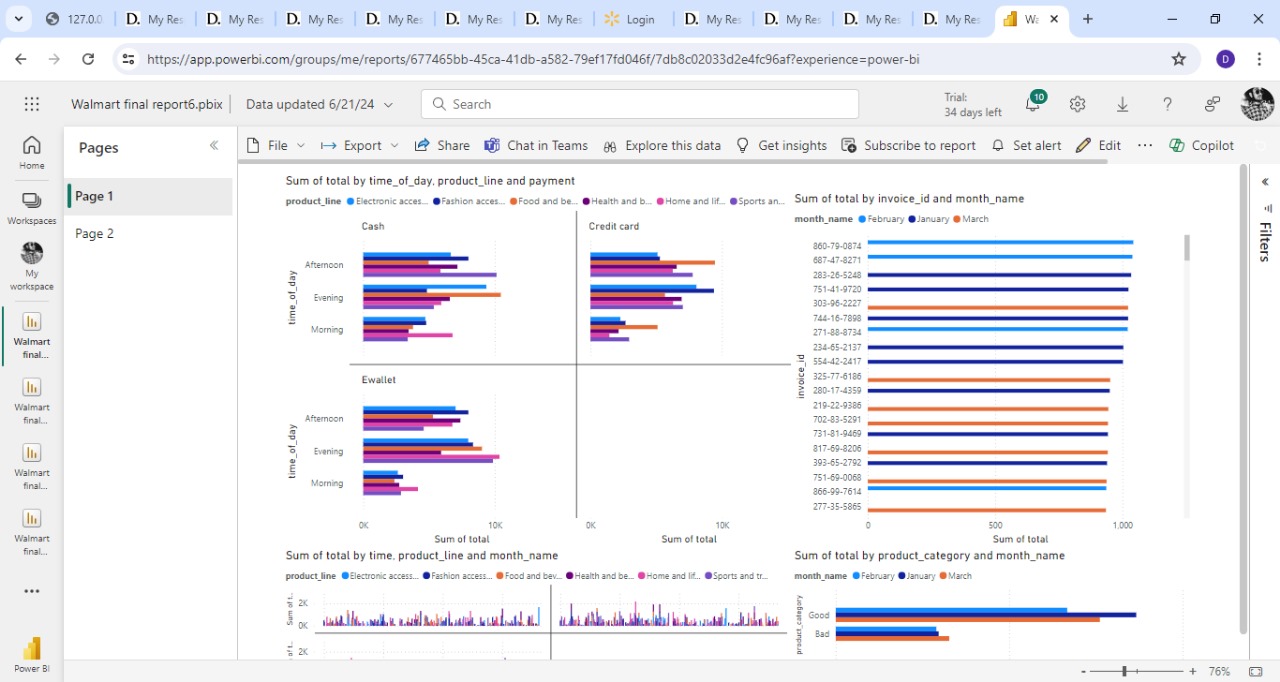 127.0.0
D. My Res
D. My Res
D. My Res
D. My Res
D. My Res
D. My Res
Login
D. My Res
D. My Res
D. My Res
D. My Res
Wa
https://app.powerbi.com/groups/me/reports/677465bb-45ca-41db-a582-79ef17fd046f/7db8c02033d2e4fc96af?experience=power-bi
D
Walmart final report6.pbix
Data updated 6/21/24
Search
Trial:
34 days left
10
Home
Workspaces
My
workspace
Walmart
final...
Walmart
final...
Walmart
final...
Walmart
final...
Power BI
Pages
Page 1
Page 2
File
Export
Share
Chat in Teams
Explore this data
Get insights
Subscribe to report
Set alert
Edit
Copilot
Filters
Sum of total by time_of_day, product_line and payment
product_line Electronic acces... Fashion acces... Food and be... Health and b... Home and lif... Sports an...
Cash
Credit card
time_of_day
Afternoon
Evening
Morning
Ewallet
time_of_day
Afternoon
Evening
Morning
0K 10K 0K 10K
Sum of total Sum of total
Sum of total by invoice_id and month_name
month_name February January March
invoice_id
860-79-0874
687-47-8271
283-26-5248
751-41-9720
303-96-2227
744-16-7898
271-88-8734
234-65-2137
554-42-2417
325-77-6186
280-17-4359
219-22-9386
702-83-5291
731-81-9469
817-69-8206
393-65-2792
751-69-0068
866-99-7614
277-35-5865
0 500 1,000
Sum of total
Sum of total by time, product_line and month_name
product_line Electronic access... Fashion access... Food and bev... Health and be... Home and lif... Sports and tr...
Sum of t...
2K
0K
2K
Sum of total by product_category and month_name
month_name February January March
product_category
Good
Bad
76%